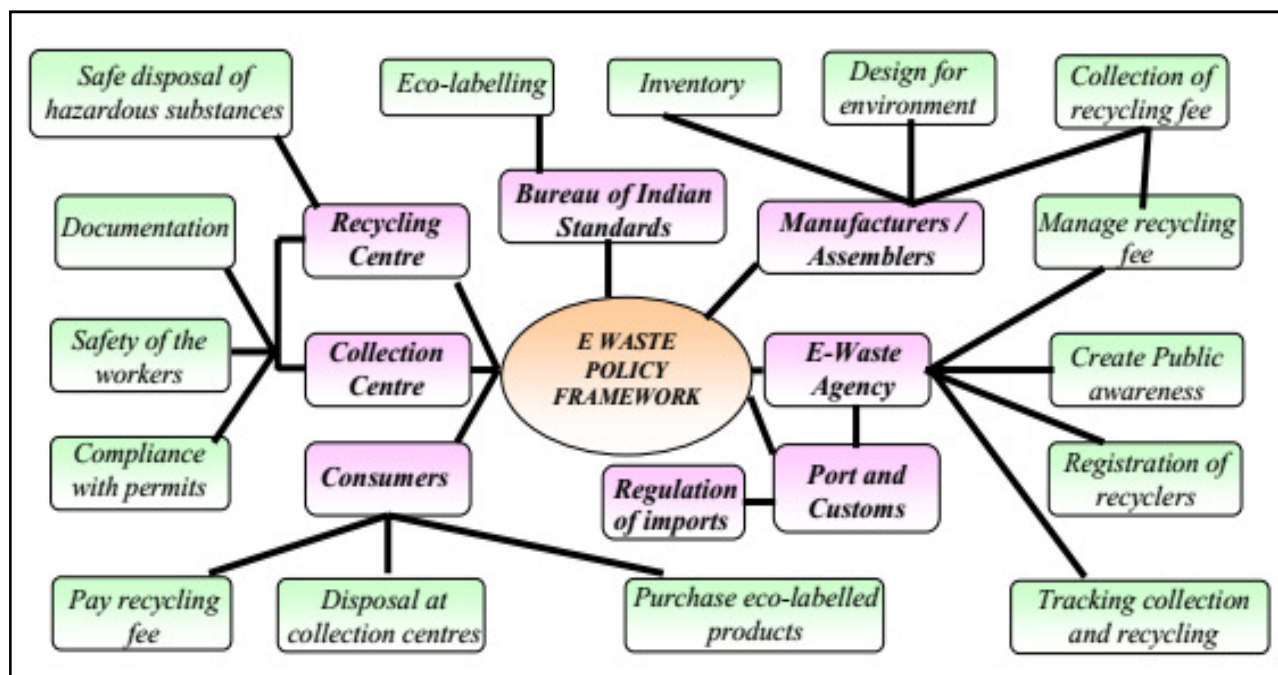 Safe disposal of
hazardous substances
Eco-labelling
Inventory
Design for
environment
Collection of
recycling fee
Documentation
Recycling
Centre
Bureau of Indian
Standards
Manufacturers /
Assemblers
Manage recycling
fee
Safety of the
workers
Collection
Centre
E WASTE
POLICY
FRAMEWORK
E-Waste
Agency
Create Public
awareness
Compliance
with permits
Consumers
Regulation
of imports
Port and
Customs
Registration of
recyclers
Pay recycling
fee
Disposal at
collection centres
Purchase eco-labelled
products
Tracking collection
and recycling